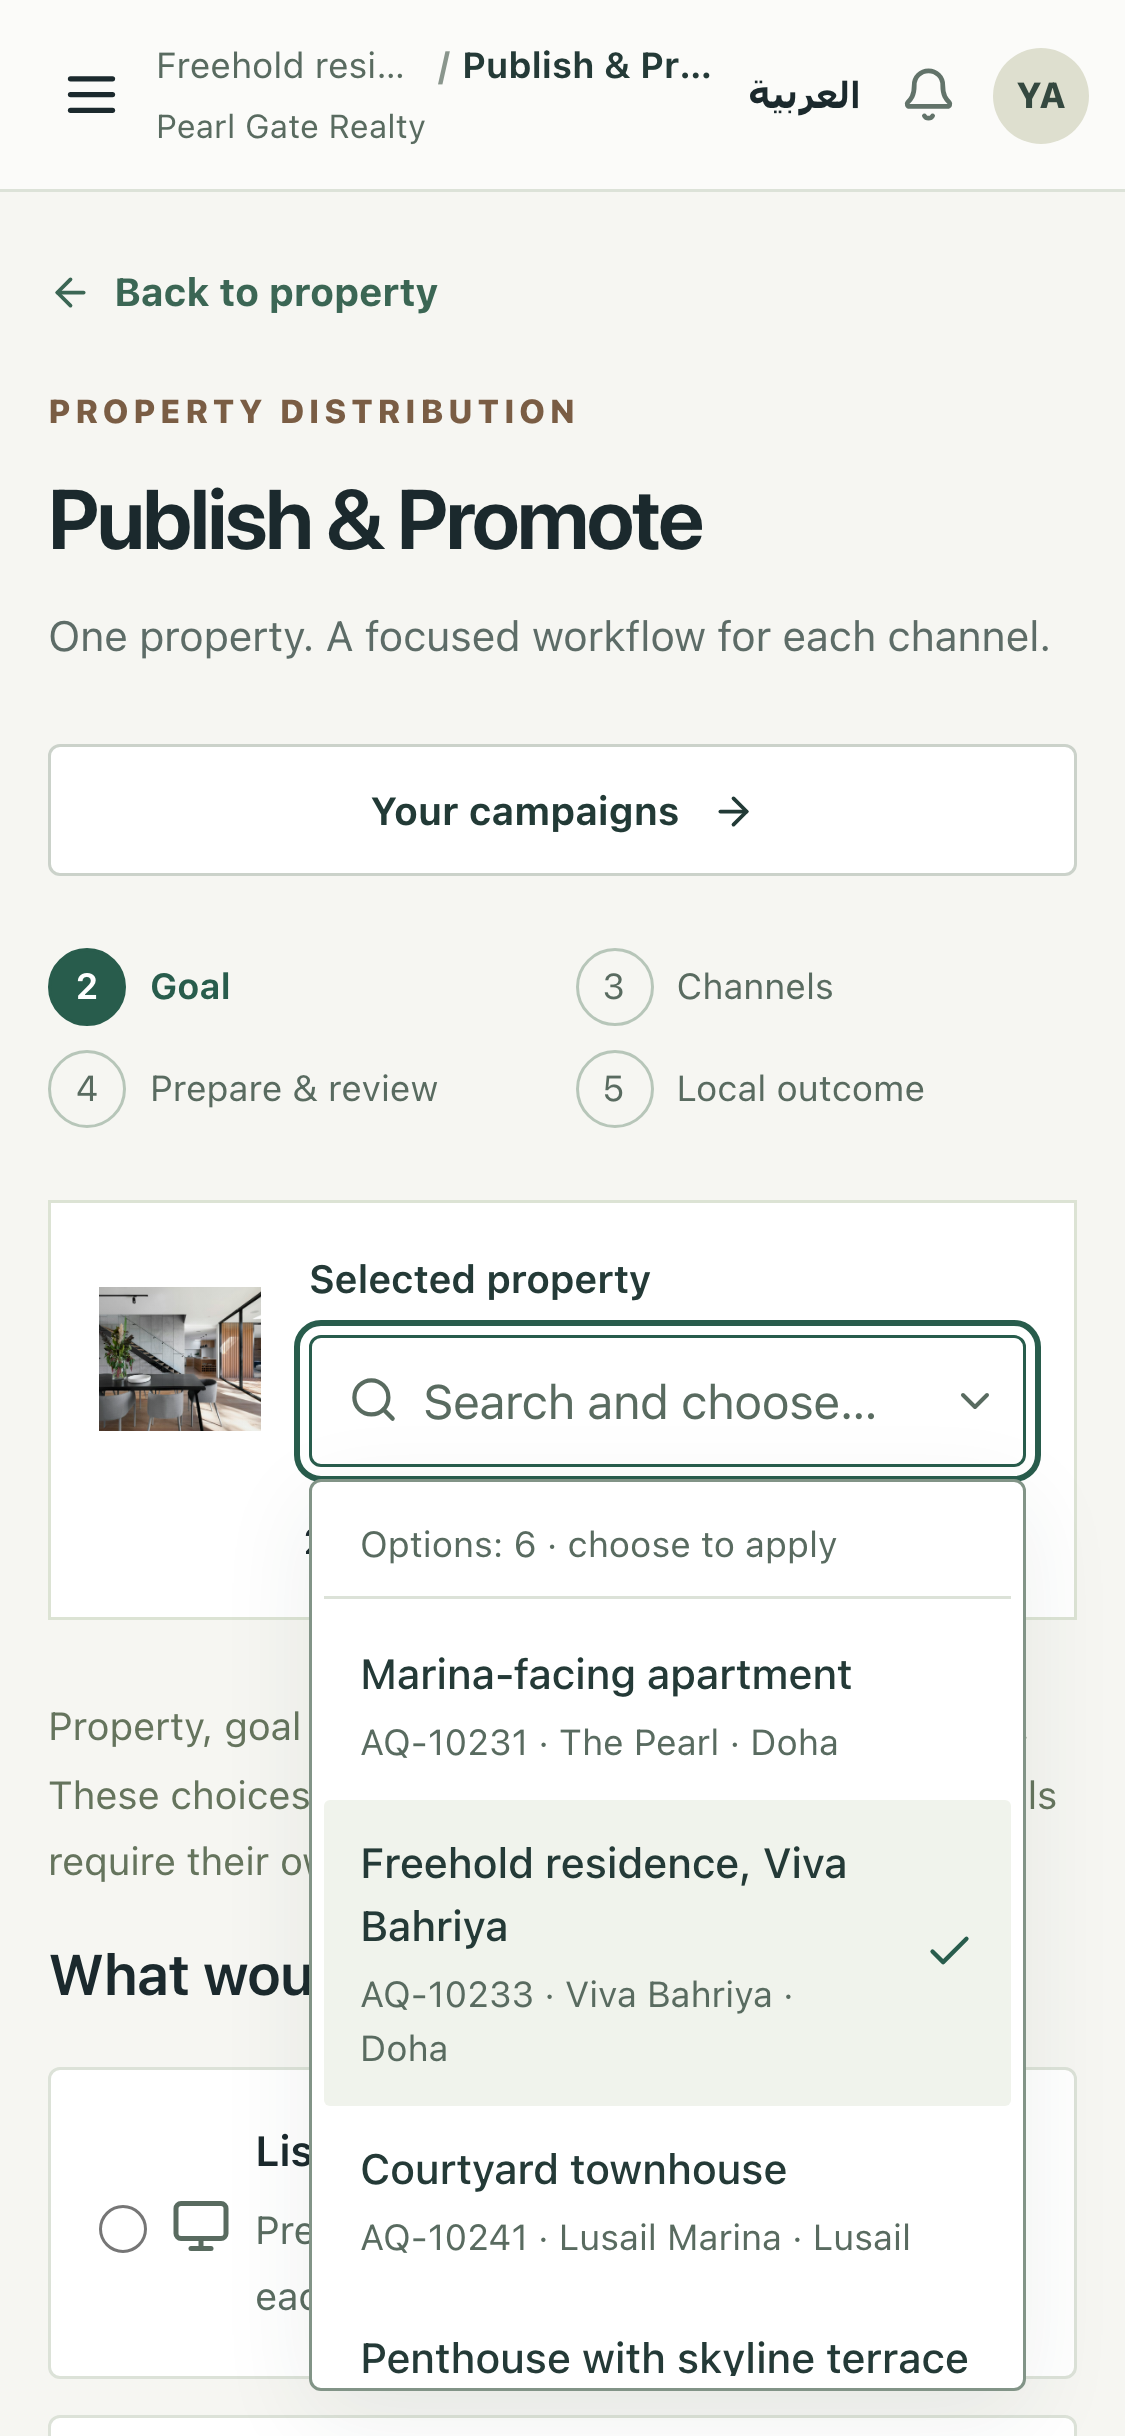 Freehold resi... / Publish & Pr...
Pearl Gate Realty
العربية
YA
Back to property
PROPERTY DISTRIBUTION
Publish & Promote
One property. A focused workflow for each channel.
Your campaigns
2 Goal
3 Channels
4 Prepare & review
5 Local outcome
Selected property
Search and choose...
Options: 6 · choose to apply
Marina-facing apartment
AQ-10231 · The Pearl · Doha
Freehold residence, Viva
Bahriya
AQ-10233 · Viva Bahriya ·
Doha
Courtyard townhouse
AQ-10241 · Lusail Marina · Lusail
Penthouse with skyline terrace
Property, goal
These choices
require their
What